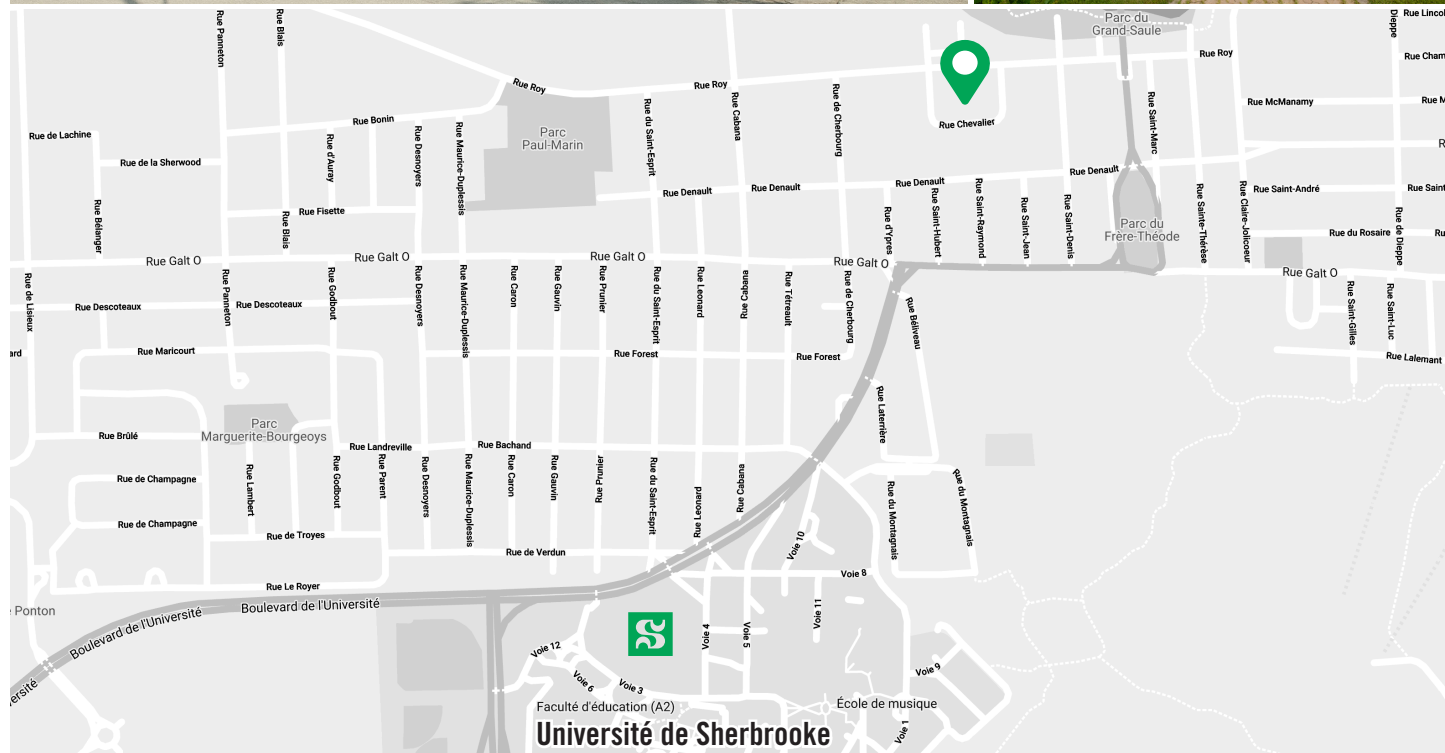 Parc du
Grand-Saule
Rue Lincol
Dieppe
Rue Panneton
Rue Blais
Rue Roy
Rue Roy
Rue Roy
Rue Cham
Rue McManamy
Rue M
Rue Chevalier
Rue Saint-Marc
Rue Bonin
Rue de Lachine
Rue de la Sherwood
Rue d'Auray
Rue Desnoyers
Rue Maurice-Duplessis
Parc
Paul-Marin
Rue du Saint-Esprit
Rue Cabana
Rue de Cherbourg
R
Rue Denault
Rue Denault
Rue Denault
Rue Denault
Rue Saint-André
Rue Saint
Rue Bélanger
Rue Fisette
Rue Blais
Rue d'Ypres
Rue Saint-Hubert
Rue Saint-Raymond
Rue Saint-Jean
Rue Saint-Denis
Parc du
Frère-Théode
Rue Sainte-Thérèse
Rue Claire-Jolicoeur
Rue du Rosaire
Rue de Dieppe
Ru
Rue Galt O
Rue Galt O
Rue Galt O
Rue Galt O
Rue Galt O
Rue de Lisieux
Rue Descoteaux
Rue Panneton
Rue Descoteaux
Rue Godbout
Rue Desnoyers
Rue Maurice-Duplessis
Rue Caron
Rue Gauvin
Rue Prunier
Rue du Saint-Esprit
Rue Leonard
Rue Cabana
Rue Tétreault
Rue de Cherbourg
Rue Béliveau
Rue Saint-Gilles
Rue Saint-Luc
ard
Rue Maricourt
Rue Forest
Rue Forest
Rue Lalemant
Rue Laterrière
Parc
Marguerite-Bourgeoys
Rue Brûlé
Rue Landreville
Rue Bachand
Rue de Champagne
Rue Lambert
Rue Godbout
Rue Parent
Rue Desnoyers
Rue Maurice-Duplessis
Rue Caron
Rue Gauvin
Rue Prunier
Rue du Saint-Esprit
Rue Leonard
Rue Cabana
Rue du Montagnais
Rue du Montagnais
Rue de Champagne
Rue de Troyes
Rue de Verdun
Voie 10
Voie 8
Rue Le Royer
Ponton
Boulevard de l'Université
Boulevard de l'Université
ersité
Voie 11
Voie 4
Voie 5
Voie 12
Voie 6
Voie 3
Voie 9
Faculté d'éducation (A2)
École de musique
Voie 1
Université de Sherbrooke